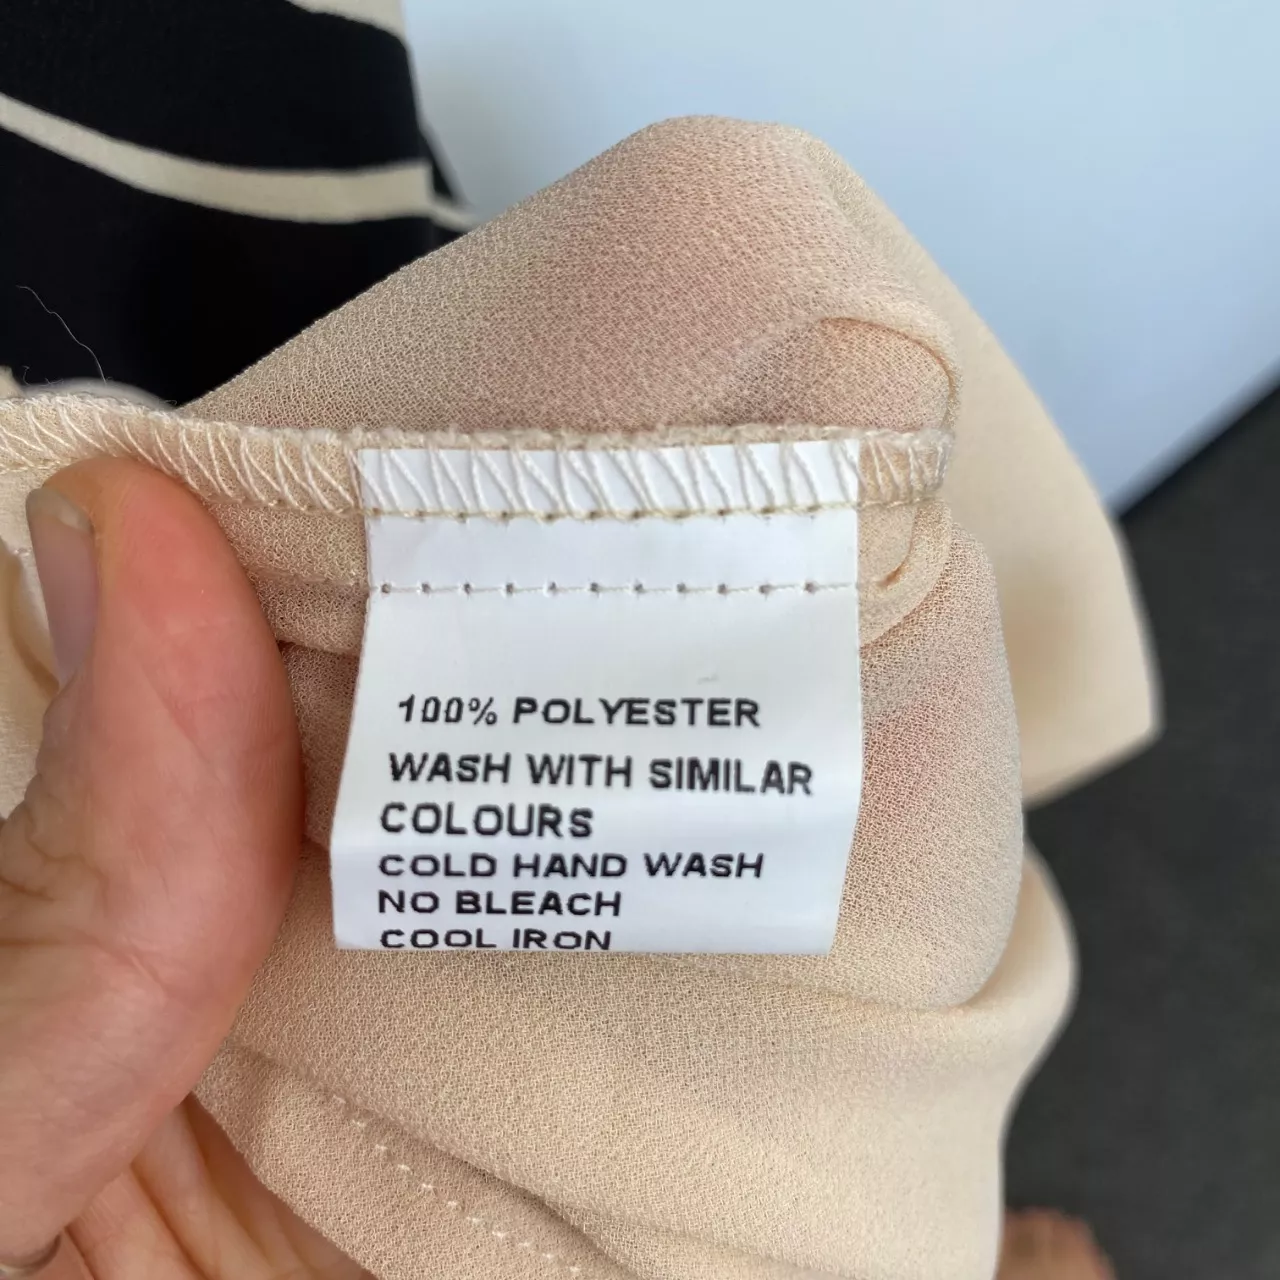 100% POLYESTER
WASH WITH SIMILAR
COLOURS
COLD HAND WASH
NO BLEACH
COOL IRON